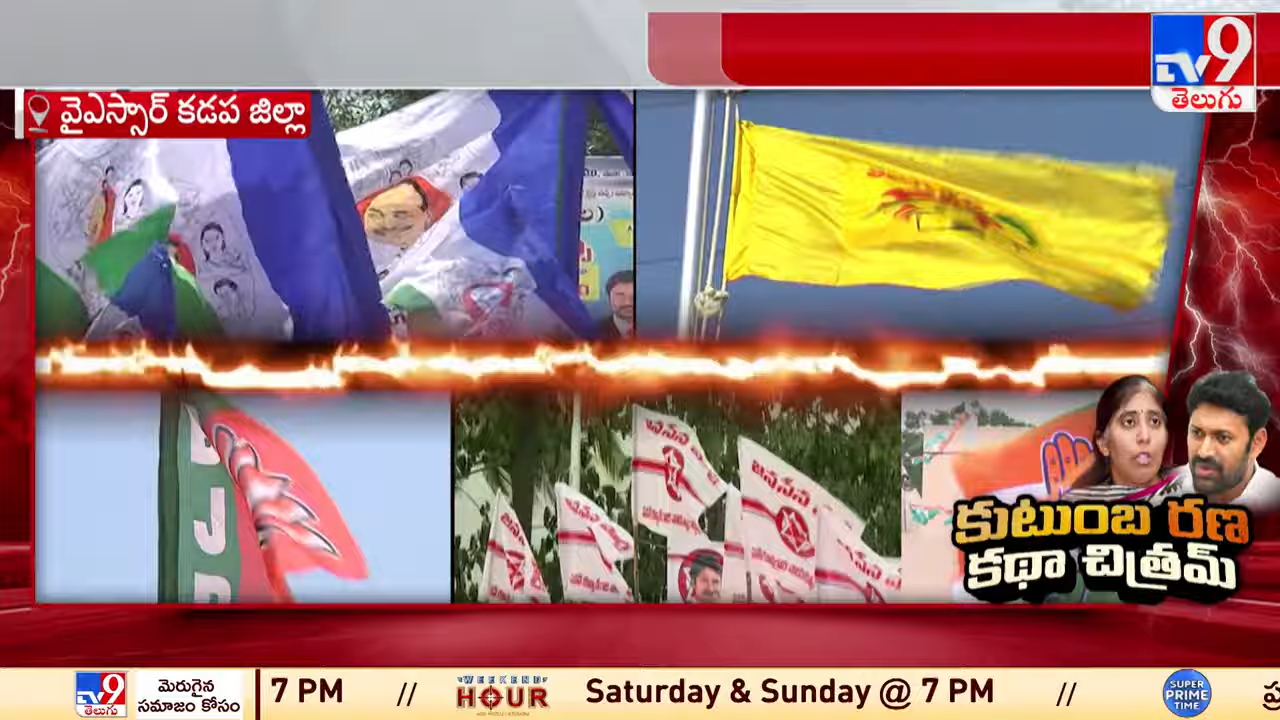 TV9
తెలుగు
వైఎస్సార్ కడప జిల్లా
BJP
జనసేన
కుటుంబ రణ
కథా చిత్రమ్
TV9
తెలుగు
మెరుగైన
సమాజం కోసం
7 PM // WEEKEND HOUR Saturday & Sunday @ 7 PM // SUPER PRIME TIME